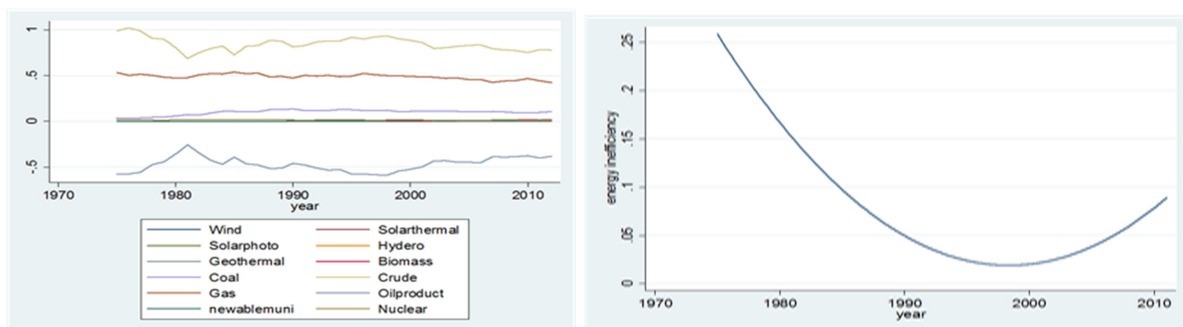 1
.5
0
-.5
1970 1980 1990 2000 2010
year
Wind Solarthermal
Solarphoto Hydero
Geothermal Biomass
Coal Crude
Gas Oilproduct
newablemuni Nuclear
energy inefficiency
.25
.2
.15
.1
.05
0
1970 1980 1990 2000 2010
year